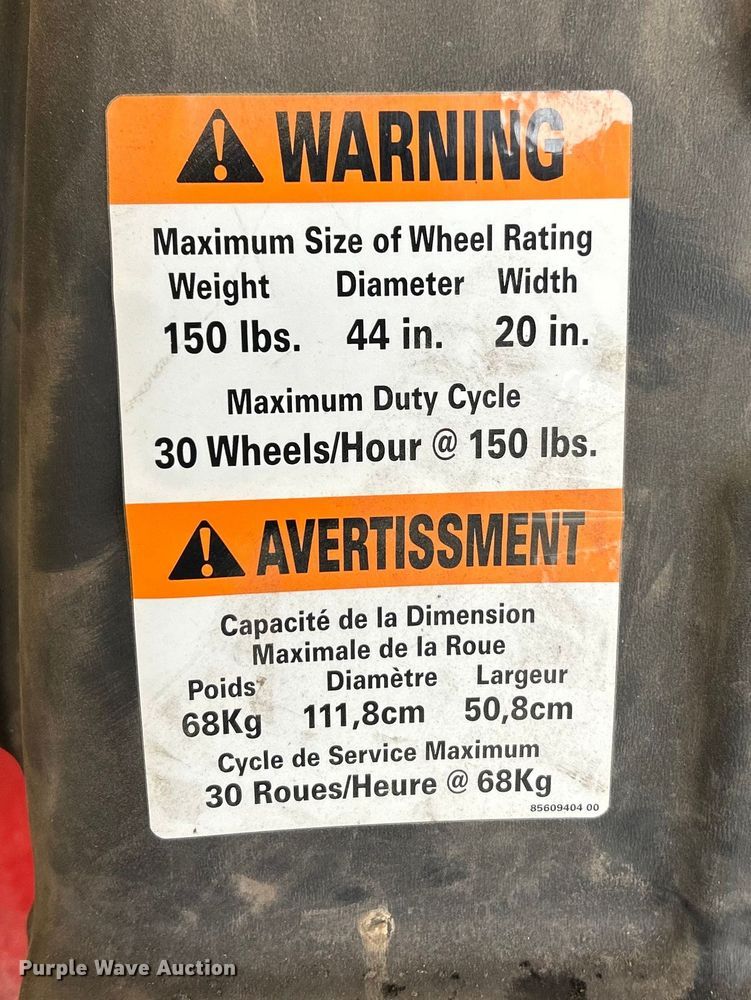 WARNING
Maximum Size of Wheel Rating
Weight Diameter Width
150 lbs. 44 in. 20 in.
Maximum Duty Cycle
30 Wheels/Hour @ 150 lbs.
AVERTISSMENT
Capacité de la Dimension
Maximale de la Roue
Poids Diamètre Largeur
68Kg 111,8cm 50,8cm
Cycle de Service Maximum
30 Roues/Heure @ 68Kg
85609404 00
Purple Wave Auction